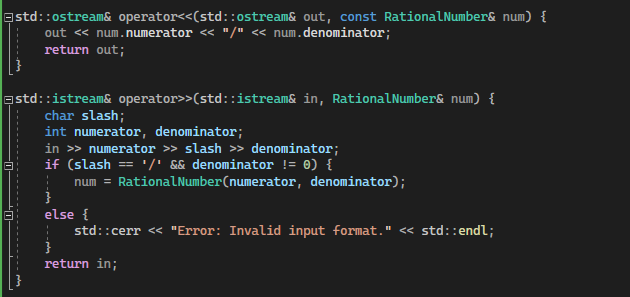 std::ostream& operator<<(std::ostream& out, const RationalNumber& num) {
    out << num.numerator << "/" << num.denominator;
    return out;
}
std::istream& operator>>(std::istream& in, RationalNumber& num) {
    char slash;
    int numerator, denominator;
    in >> numerator >> slash >> denominator;
    if (slash == '/' && denominator != 0) {
        num = RationalNumber(numerator, denominator);
    }
    else {
        std::cerr << "Error: Invalid input format." << std::endl;
    }
    return in;
}